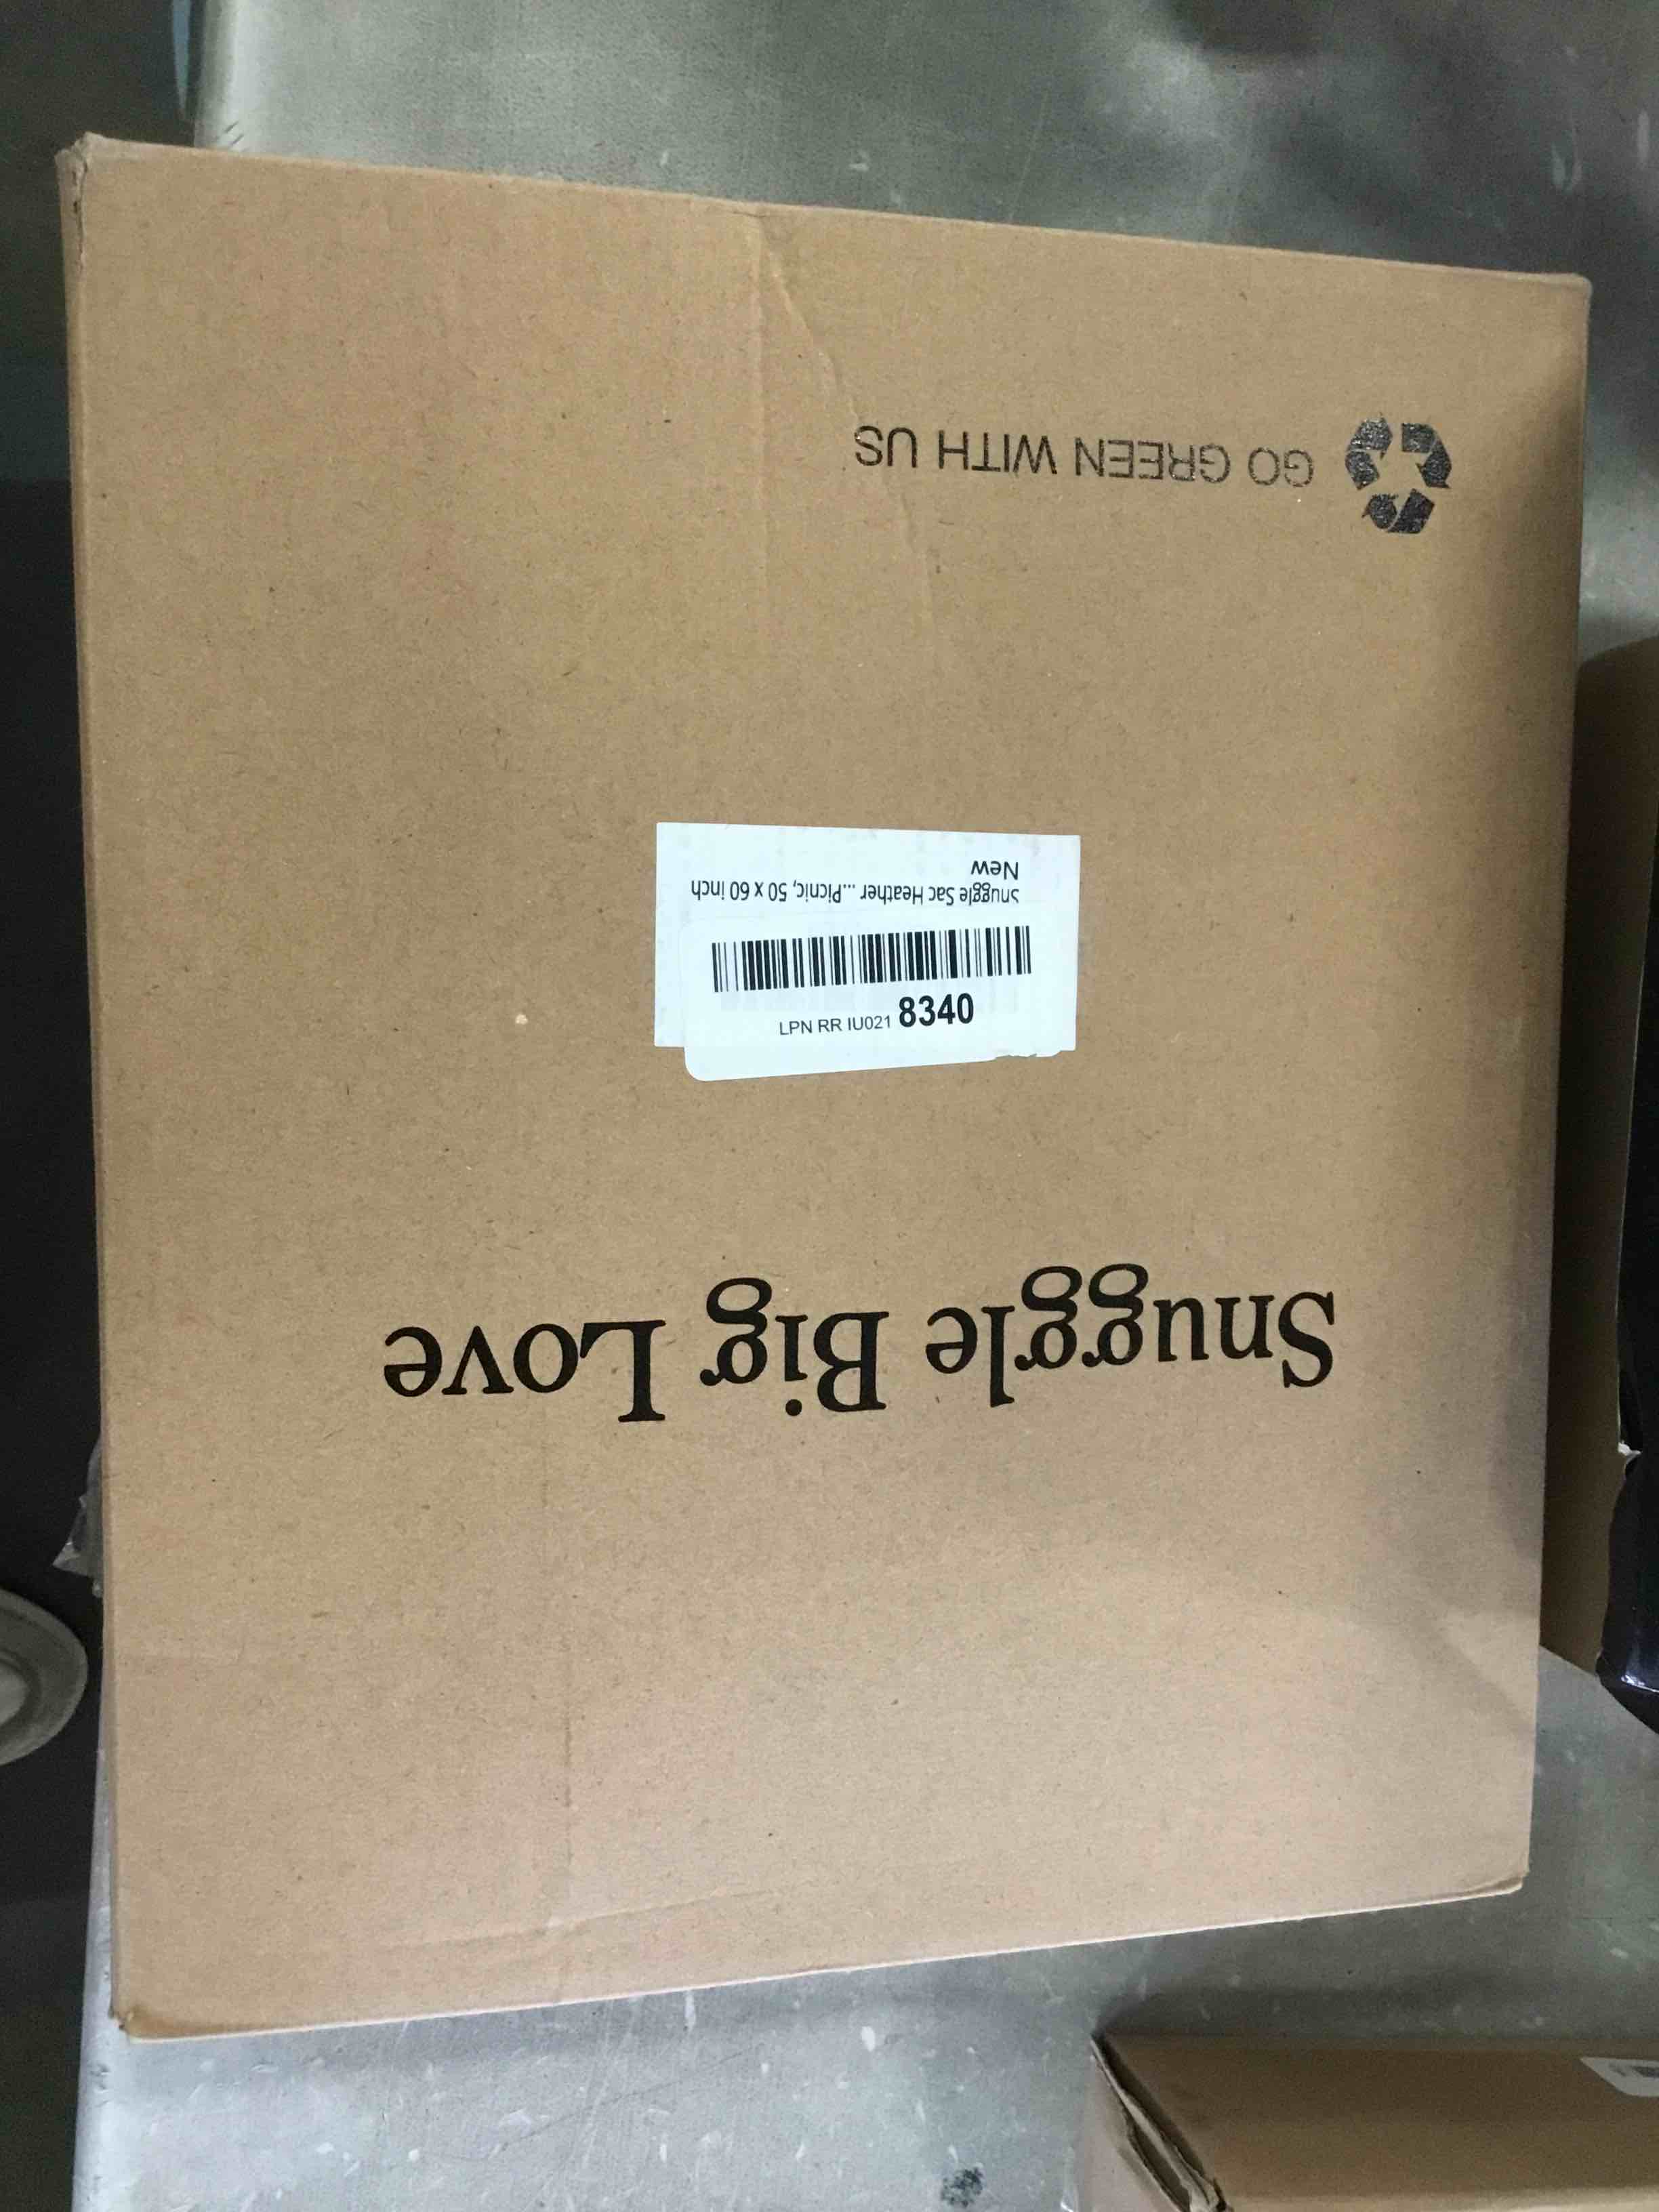 Snuggle Big Love
LPN RR IU021 8340
Snuggle Sac Heather ...Picnic, 50 x 60 inch
New
GO GREEN WITH US